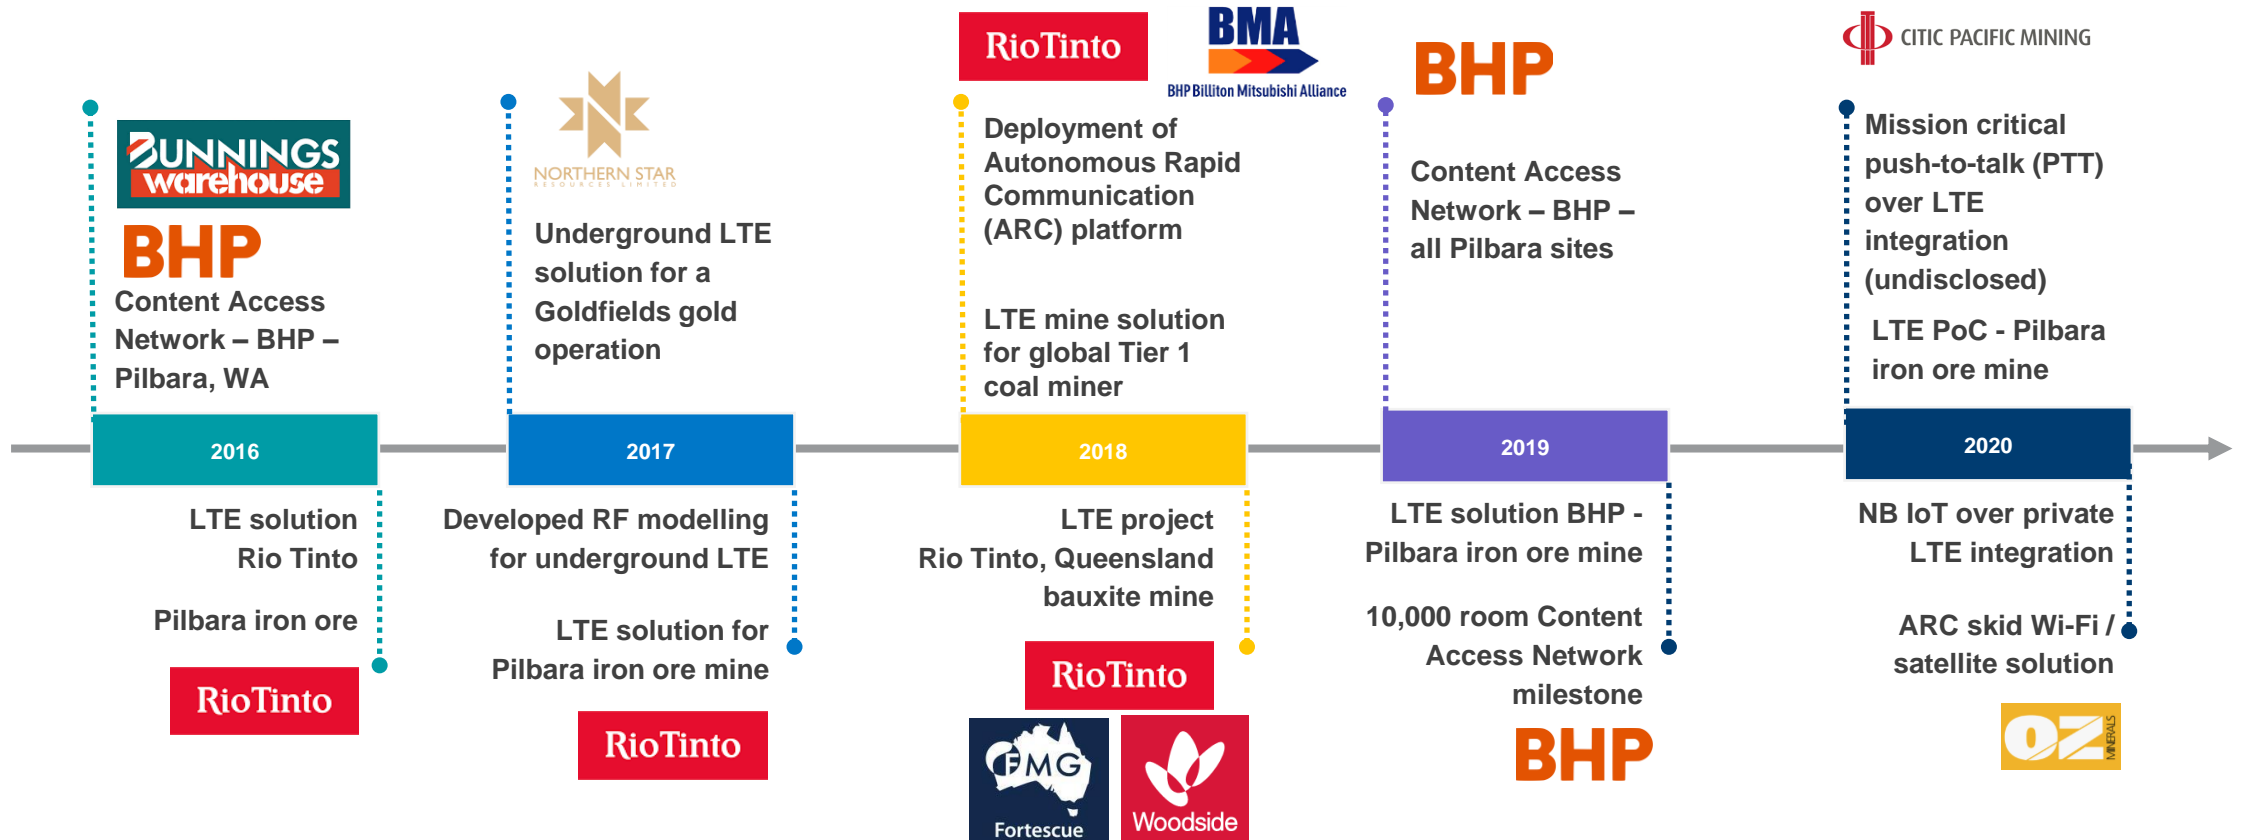 BUNNINGS
warehouse
BHP
Content Access
Network – BHP –
Pilbara, WA
NORTHERN STAR
RESOURCES LIMITED
Underground LTE
solution for a
Goldfields gold
operation
RioTinto
BMA
BHP Billiton Mitsubishi Alliance
Deployment of
Autonomous Rapid
Communication
(ARC) platform
LTE mine solution
for global Tier 1
coal miner
BHP
Content Access
Network – BHP –
all Pilbara sites
CITIC PACIFIC MINING
Mission critical
push-to-talk (PTT)
over LTE
integration
(undisclosed)
LTE PoC - Pilbara
iron ore mine
2016
2017
2018
2019
2020
LTE solution
Rio Tinto
Pilbara iron ore
RioTinto
Developed RF modelling
for underground LTE
LTE solution for
Pilbara iron ore mine
RioTinto
LTE project
Rio Tinto, Queensland
bauxite mine
RioTinto
FMG
Fortescue
Woodside
LTE solution BHP -
Pilbara iron ore mine
10,000 room Content
Access Network
milestone
BHP
NB IoT over private
LTE integration
ARC skid Wi-Fi /
satellite solution
OZ
MINERALS